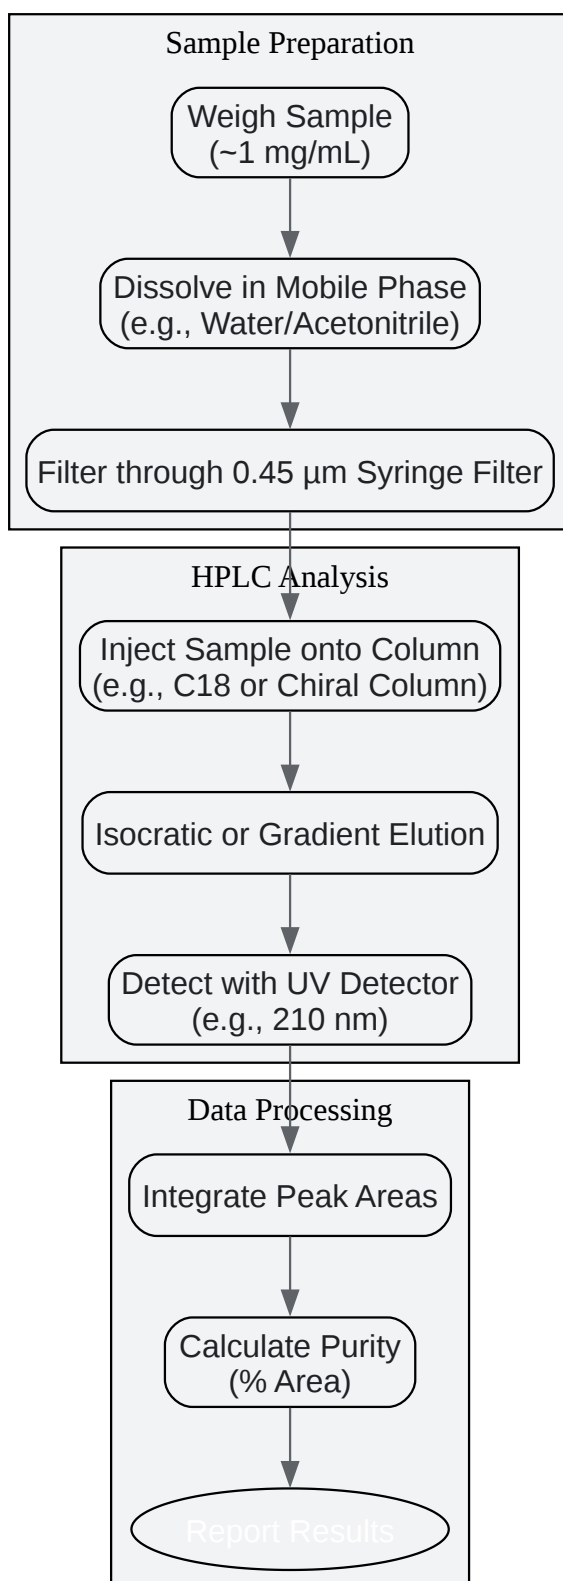 Sample Preparation
Weigh Sample
(~1 mg/mL)
Dissolve in Mobile Phase
(e.g., Water/Acetonitrile)
Filter through 0.45 µm Syringe Filter
HPLC Analysis
Inject Sample onto Column
(e.g., C18 or Chiral Column)
Isocratic or Gradient Elution
Detect with UV Detector
(e.g., 210 nm)
Data Processing
Integrate Peak Areas
Calculate Purity
(% Area)
Report Results